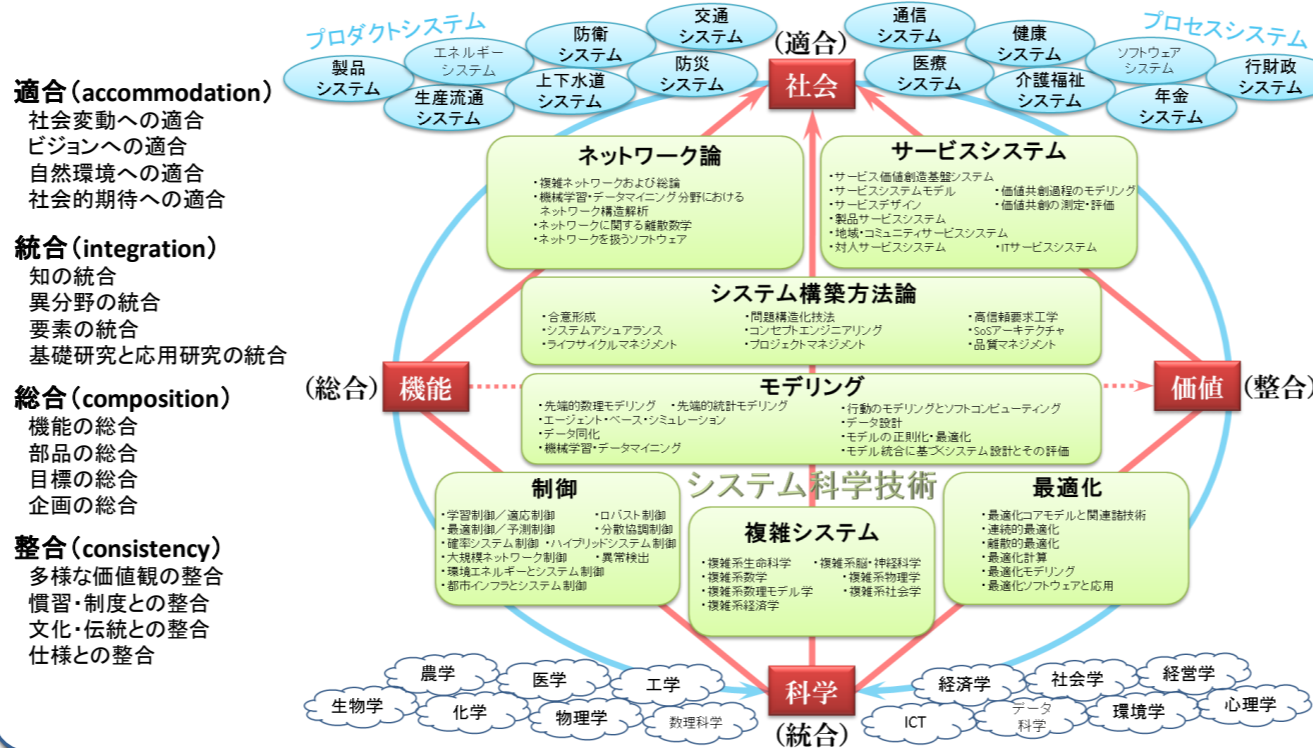 プロダクトシステム
プロセスシステム
製品
システム
エネルギー
システム
生産流通
システム
防衛
システム
上下水道
システム
交通
システム
防災
システム
通信
システム
医療
システム
健康
システム
介護福祉
システム
ソフトウェア
システム
年金
システム
行財政
システム
(適合)
社会
適合(accommodation)
社会変動への適合
ビジョンへの適合
自然環境への適合
社会的期待への適合
統合(integration)
知の統合
異分野の統合
要素の統合
基礎研究と応用研究の統合
総合(composition)
機能の総合
部品の総合
目標の総合
企画の総合
整合(consistency)
多様な価値観の整合
慣習・制度との整合
文化・伝統との整合
仕様との整合
ネットワーク論
・複雑ネットワークおよび総論
・機械学習・データマイニング分野における
ネットワーク構造解析
・ネットワークに関する離散数学
・ネットワークを扱うソフトウェア
サービスシステム
・サービス価値創造基盤システム
・サービスシステムモデル ・価値共創過程のモデリング
・サービスデザイン ・価値共創の測定・評価
・製品サービスシステム
・地域・コミュニティサービスシステム
・対人サービスシステム ・ITサービスシステム
システム構築方法論
・合意形成 ・問題構造化技法 ・高信頼要求工学
・システムアシュアランス ・コンセプトエンジニアリング ・SoSアーキテクチャ
・ライフサイクルマネジメント ・プロジェクトマネジメント ・品質マネジメント
(総合) 機能
価値 (整合)
モデリング
・先端的数理モデリング ・先端的統計モデリング
・エージェント・ベース・シミュレーション
・データ同化
・機械学習・データマイニング
・行動のモデリングとソフトコンピューティング
・データ設計
・モデルの正則化・最適化
・モデル統合に基づくシステム設計とその評価
システム科学技術
制御
・学習制御/適応制御 ・ロバスト制御
・最適制御/予測制御 ・分散協調制御
・確率システム制御 ・ハイブリッドシステム制御
・大規模ネットワーク制御 ・異常検出
・環境エネルギーとシステム制御
・都市インフラとシステム制御
複雑システム
・複雑系生命科学 ・複雑系脳・神経科学
・複雑系数学 ・複雑系物理学
・複雑系数理モデル学 ・複雑系社会学
・複雑系経済学
最適化
・最適化コアモデルと関連諸技術
・連続的最適化
・離散的最適化
・最適化計算
・最適化モデリング
・最適化ソフトウェアと応用
科学
(統合)
生物学
農学
化学
医学
物理学
工学
数理科学
経済学
ICT
社会学
データ
科学
経営学
環境学
心理学